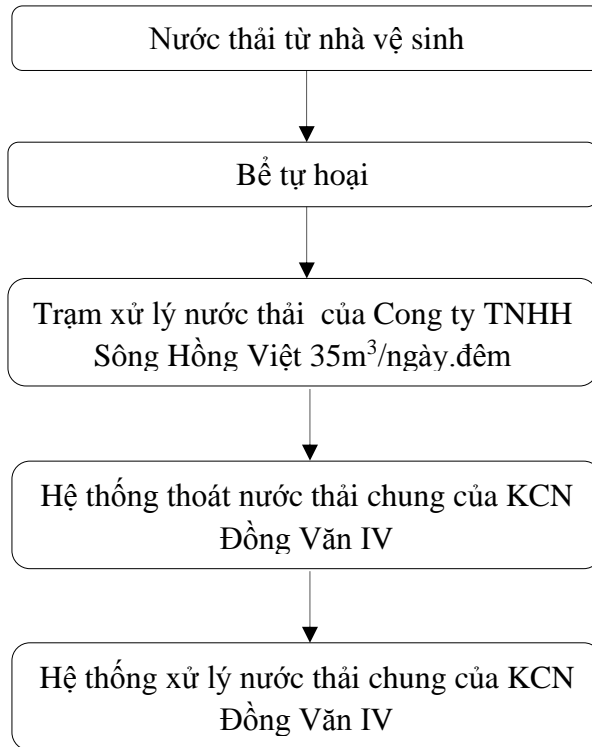 Nước thải từ nhà vệ sinh
Bể tự hoại
Trạm xử lý nước thải của Cong ty TNHH
Sông Hồng Việt 35m³/ngày.đêm
Hệ thống thoát nước thải chung của KCN
Đồng Văn IV
Hệ thống xử lý nước thải chung của KCN
Đồng Văn IV